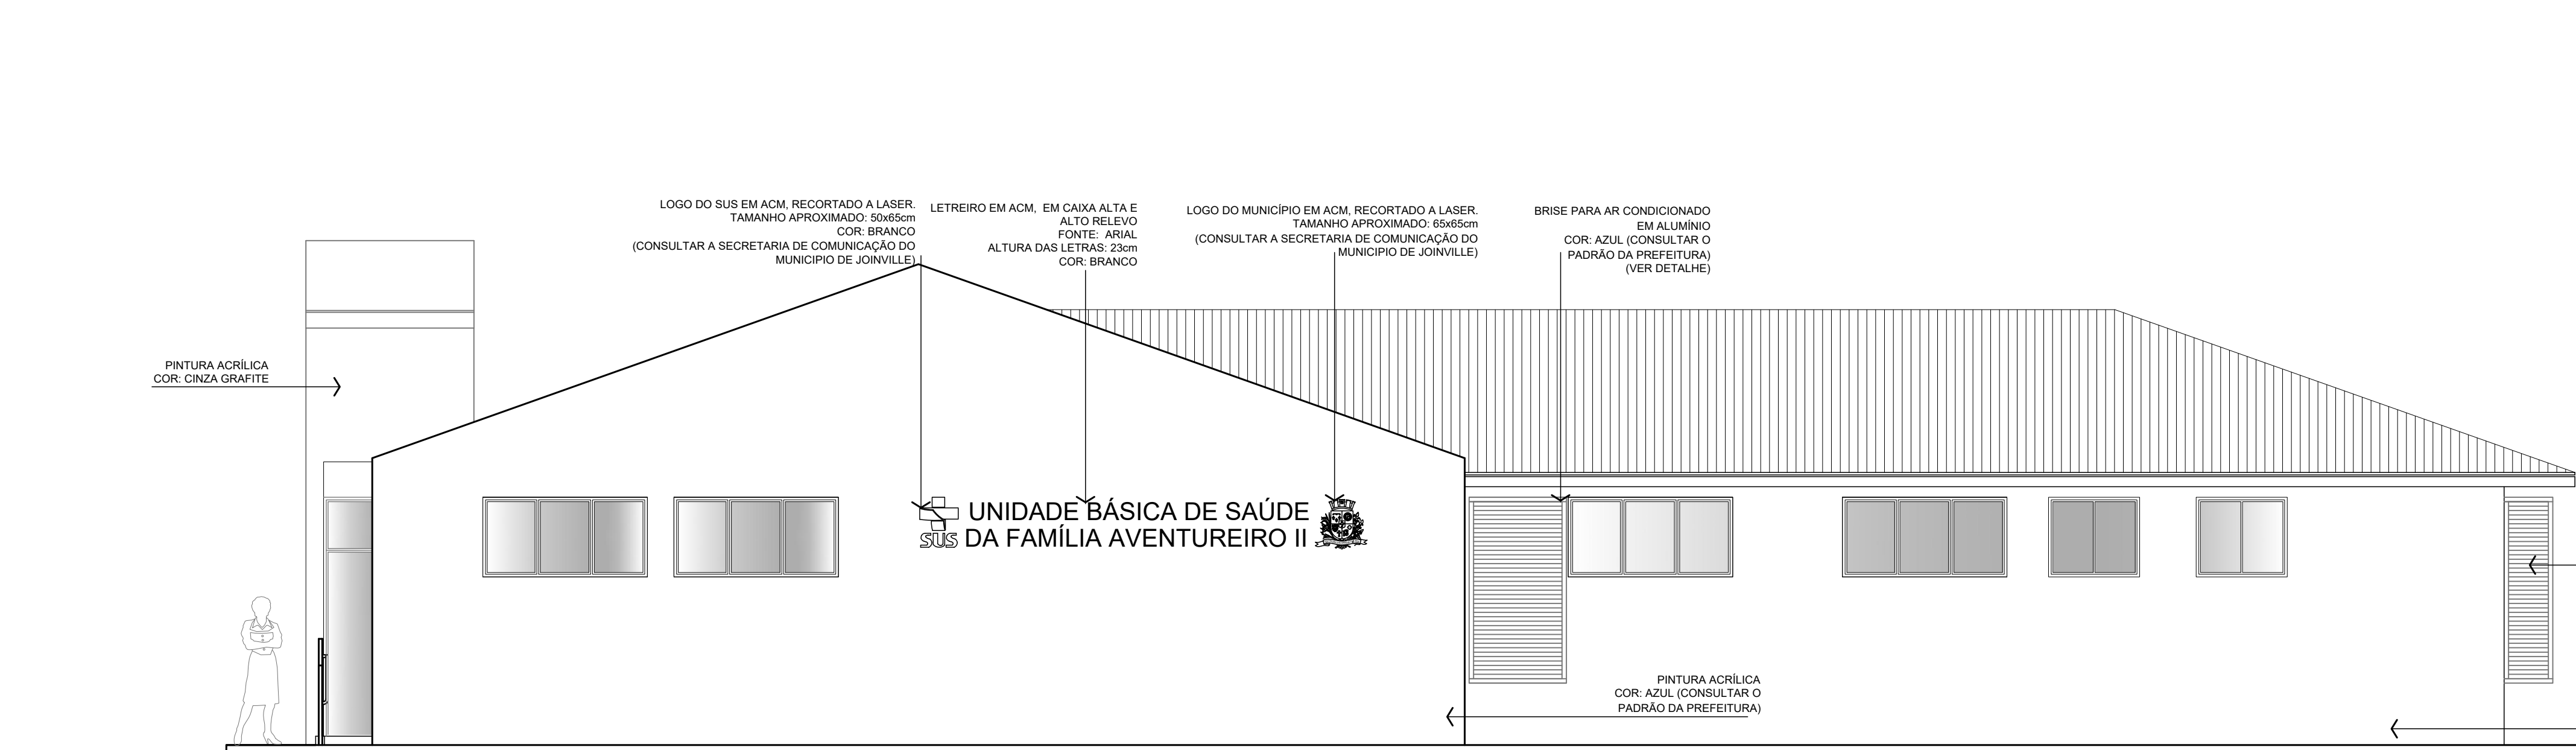 LOGO DO SUS EM ACM, RECORTADO A LASER.
TAMANHO APROXIMADO: 50x65cm
COR: BRANCO
(CONSULTAR A SECRETARIA DE COMUNICAÇÃO DO
MUNICIPIO DE JOINVILLE)
LETREIRO EM ACM, EM CAIXA ALTA E
ALTO RELEVO
FONTE: ARIAL
ALTURA DAS LETRAS: 23cm
COR: BRANCO
LOGO DO MUNICÍPIO EM ACM, RECORTADO A LASER.
TAMANHO APROXIMADO: 65x65cm
(CONSULTAR A SECRETARIA DE COMUNICAÇÃO DO
MUNICIPIO DE JOINVILLE)
BRISE PARA AR CONDICIONADO
EM ALUMÍNIO
COR: AZUL (CONSULTAR O
PADRÃO DA PREFEITURA)
(VER DETALHE)
PINTURA ACRÍLICA
COR: CINZA GRAFITE
SUS
UNIDADE BÁSICA DE SAÚDE
DA FAMÍLIA AVENTUREIRO II
PINTURA ACRÍLICA
COR: AZUL (CONSULTAR O
PADRÃO DA PREFEITURA)